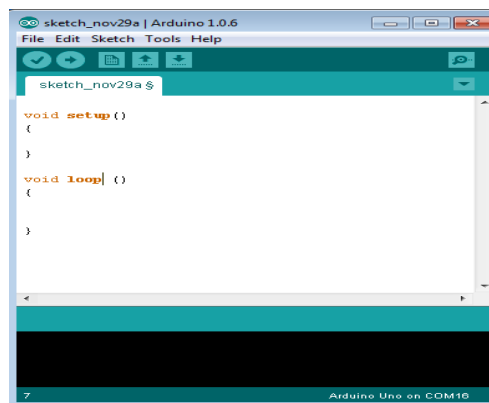 sketch_nov29a | Arduino 1.0.6
File Edit Sketch Tools Help
sketch_nov29a §
void setup()
{
}
void loop ()
{
}
7 Arduino Uno on COM16